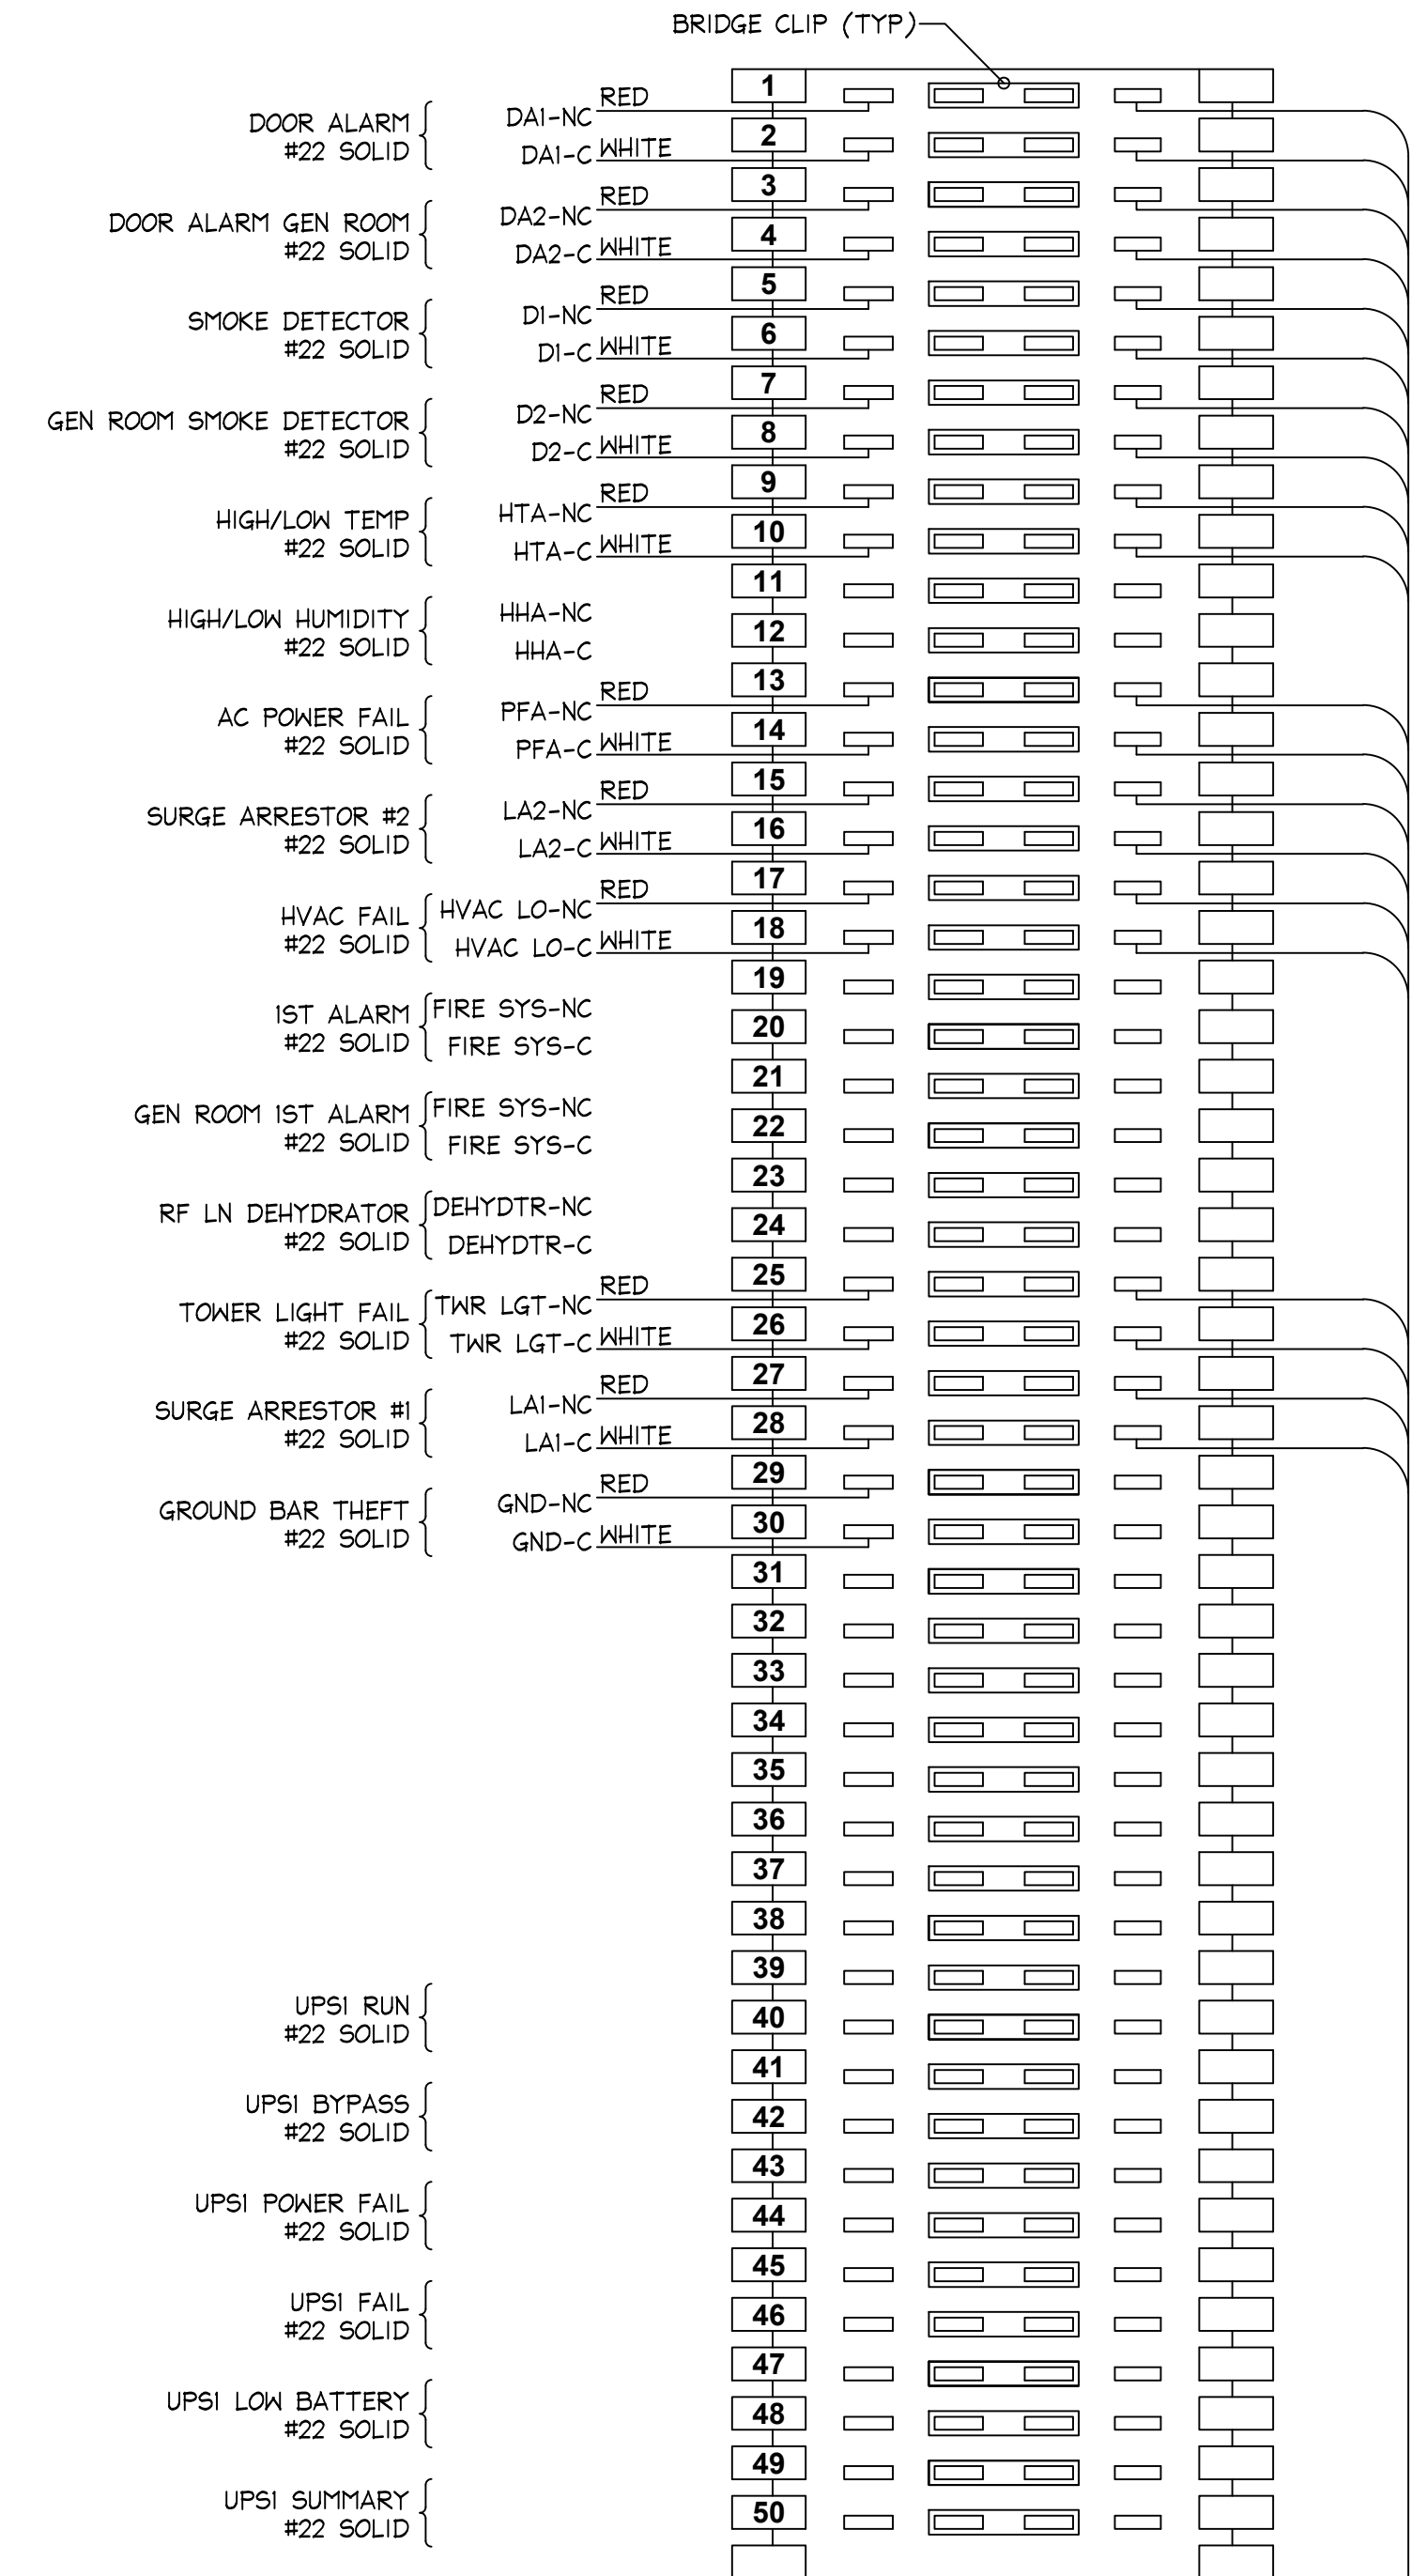 BRIDGE CLIP (TYP)
DOOR ALARM
#22 SOLID
DA1-NC
RED
DA1-C
WHITE
1
2
DOOR ALARM GEN ROOM
#22 SOLID
DA2-NC
RED
DA2-C
WHITE
3
4
SMOKE DETECTOR
#22 SOLID
D1-NC
RED
D1-C
WHITE
5
6
GEN ROOM SMOKE DETECTOR
#22 SOLID
D2-NC
RED
D2-C
WHITE
7
8
HIGH/LOW TEMP
#22 SOLID
HTA-NC
RED
HTA-C
WHITE
9
10
HIGH/LOW HUMIDITY
#22 SOLID
HHA-NC
HHA-C
11
12
AC POWER FAIL
#22 SOLID
PFA-NC
RED
PFA-C
WHITE
13
14
SURGE ARRESTOR #2
#22 SOLID
LA2-NC
RED
LA2-C
WHITE
15
16
HVAC FAIL
#22 SOLID
HVAC LO-NC
RED
HVAC LO-C
WHITE
17
18
1ST ALARM
#22 SOLID
FIRE SYS-NC
FIRE SYS-C
19
20
GEN ROOM 1ST ALARM
#22 SOLID
FIRE SYS-NC
FIRE SYS-C
21
22
RF LN DEHYDRATOR
#22 SOLID
DEHYDTR-NC
DEHYDTR-C
23
24
TOWER LIGHT FAIL
#22 SOLID
TWR LGT-NC
RED
TWR LGT-C
WHITE
25
26
SURGE ARRESTOR #1
#22 SOLID
LA1-NC
RED
LA1-C
WHITE
27
28
GROUND BAR THEFT
#22 SOLID
GND-NC
RED
GND-C
WHITE
29
30
31
32
33
34
35
36
37
38
UPS1 RUN
#22 SOLID
39
40
UPS1 BYPASS
#22 SOLID
41
42
UPS1 POWER FAIL
#22 SOLID
43
44
UPS1 FAIL
#22 SOLID
45
46
UPS1 LOW BATTERY
#22 SOLID
47
48
UPS1 SUMMARY
#22 SOLID
49
50